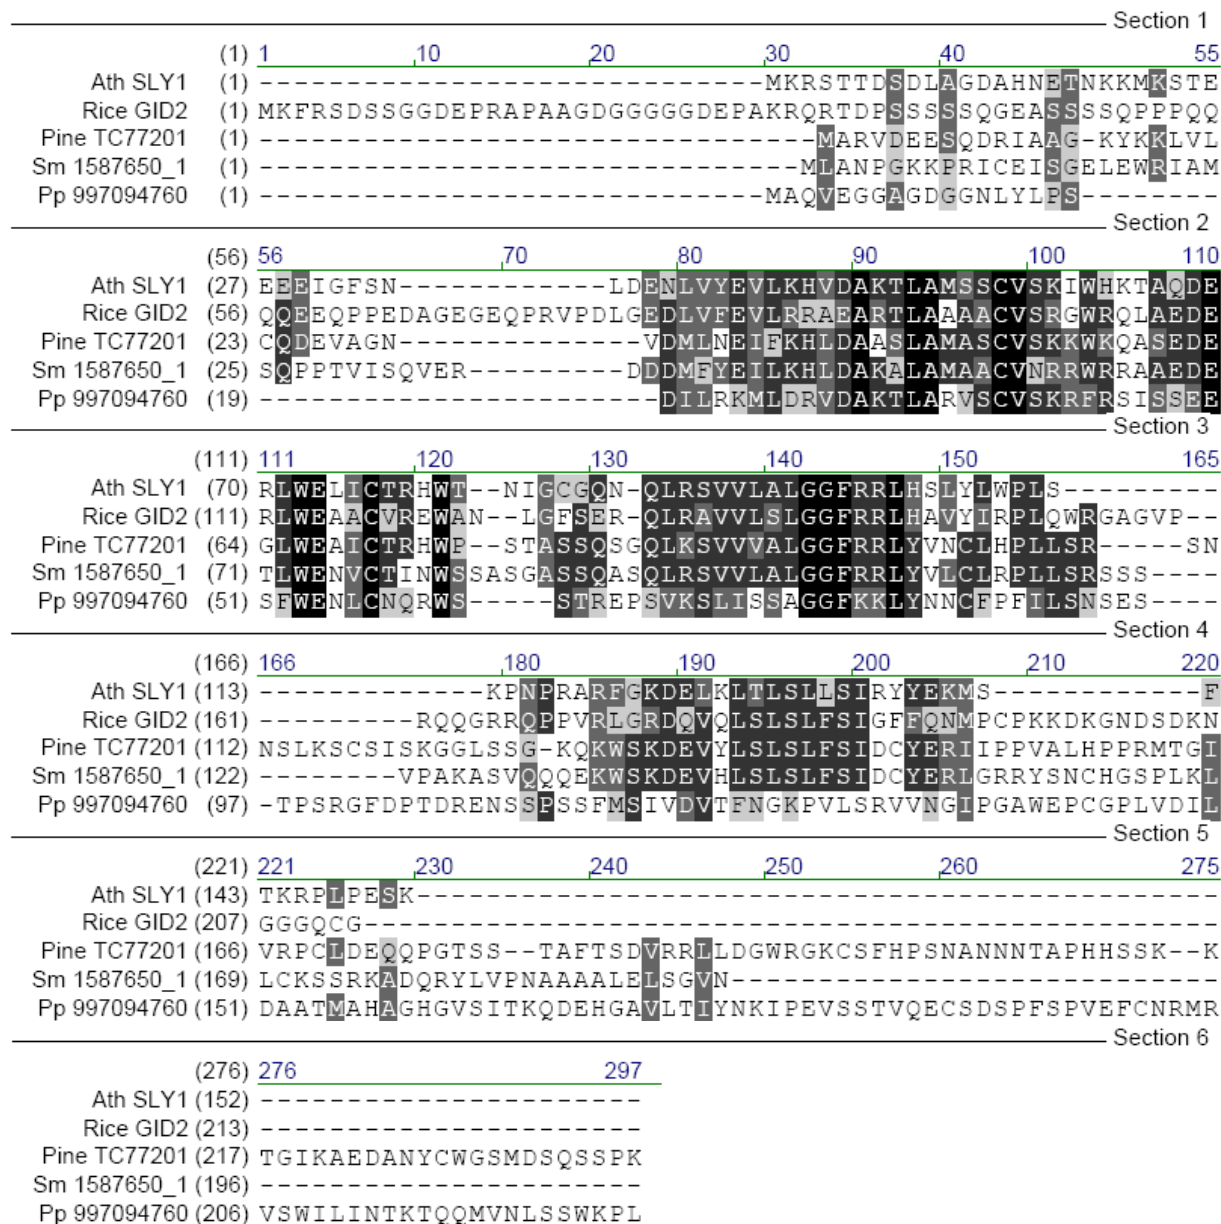 Section 1
(1) 1 10 20 30 40 55
Ath SLY1 (1) -----------------------------MKRSTTDSDLAGDAHNETNKKMKSTE
Rice GID2 (1) MKFRSDSSGGDEPRAPAAGDGGGGGDEPAKRQRTDPSSSSSQGEASSSSQPPPQQ
Pine TC77201 (1) --------------------------------MARVDEESQDRIAAG-KYKKLVL
Sm 1587650_1 (1) -------------------------------MLANPGKKPRICEISGELEWRIAM
Pp 997094760 (1) -----------------------------MAQVEGGAGDGGNLYLPS--------
Section 2
(56) 56 70 80 90 100 110
Ath SLY1 (27) EEEIGFSN------------LDENLVYEVLKHVDAKTLAMSSCVSKIWHKTAQDE
Rice GID2 (56) QQEEQPPEDAGEGEQPRVPDLGEDLVFEVLRRAEARTLAAAACVSRGWRQLAEDE
Pine TC77201 (23) CQDEVAGN--------------VDMLNEIFKHLDAASLAMASCVSKKWKQASEDE
Sm 1587650_1 (25) SQPPTVISQVER---------DDDMFYEILKHLDAKALAMAACVNRRWRRAAEDE
Pp 997094760 (19) -----------------------DILRKMLDRVDAKTLARVSCVSKRFRSISSEE
Section 3
(111) 111 120 130 140 150 165
Ath SLY1 (70) RLWELICTRHWT--NIGCGQN-QLRSVVLALGGFRRLHSLYLWPLS---------
Rice GID2 (111) RLWEAACVREWAN--LGFSER-QLRAVVLSLGGFRRLHAVYIRPLQWRGAGVP--
Pine TC77201 (64) GLWEAICTRHWP--STASSQSGQLKSVVVALGGFRRLYVNCLHPLLSR-----SN
Sm 1587650_1 (71) TLWENVCTINWSSASGASSQASQLRSVVLALGGFRRLYVLCLRPLLSRSSS----
Pp 997094760 (51) SFWENLCNQRWS-----STREPSVKSLISSAGGFKKLYNNCFPFILSNSES----
Section 4
(166) 166 180 190 200 210 220
Ath SLY1 (113) -------------KPNPRARFGKDELKLTLSLLSIRYYEKMS------------F
Rice GID2 (161) ---------RQQGRRQPPVRLGRDQVQLSLSLFSIGFFQNMPCPKKDKGNDSDKN
Pine TC77201 (112) NSLKSCSISKGGLSSG-KQKWSKDEVYLSLSLFSIDCYERIIPPVALHPPRMTGI
Sm 1587650_1 (122) --------VPAKASVQQQEKWSKDEVHLSLSLFSIDCYERLGRRYSNCHGSPLKL
Pp 997094760 (97) -TPSRGFDPTDRENSSPSSFMSIVDVTFNGKPVLSRVVNGIPGAWEPCGPLVDIL
Section 5
(221) 221 230 240 250 260 275
Ath SLY1 (143) TKRPLPESK----------------------------------------------
Rice GID2 (207) GGGQCG-------------------------------------------------
Pine TC77201 (166) VRPCLDEQQPGTSS--TAFTSDVRRLLDGWRGKCSFHPSNANNNTAPHHSSK--K
Sm 1587650_1 (169) LCKSSRKADQRYLVPNAAAALELSGVN----------------------------
Pp 997094760 (151) DAATMAHAGHGVSITKQDEHGAVLTIYNKIPEVSSTVQECSDSPFSPVEFCNRMR
Section 6
(276) 276 297
Ath SLY1 (152) ----------------------
Rice GID2 (213) ----------------------
Pine TC77201 (217) TGIKAEDANYCWGSMDSQSSPK
Sm 1587650_1 (196) ----------------------
Pp 997094760 (206) VSWILINTKTQQMVNLSSWKPL